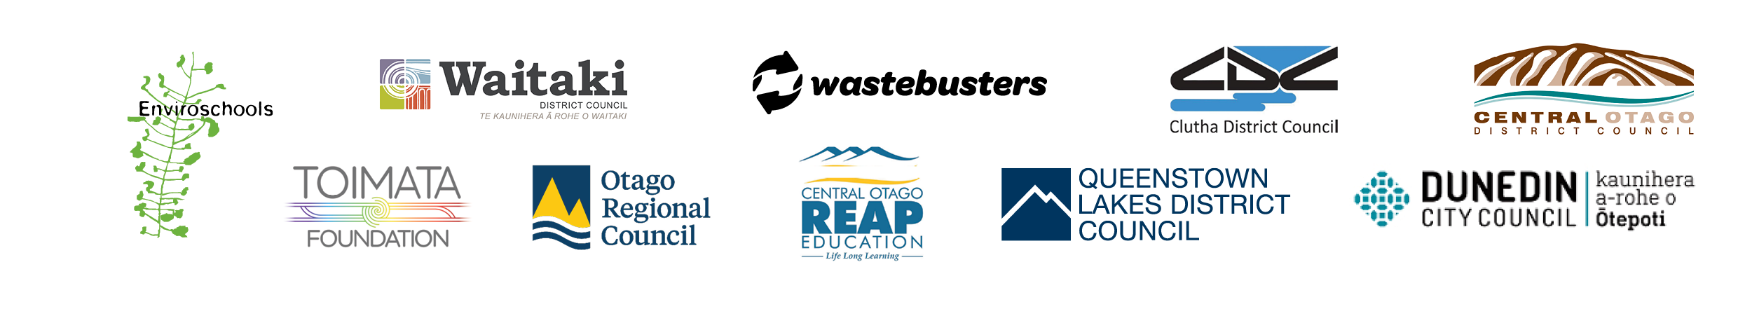 Enviroschools
Waitaki
DISTRICT COUNCIL
TE KAUNIHERA Ā ROHE O WAITAKI
wastebusters
CDC
Clutha District Council
CENTRAL OTAGO
DISTRICT COUNCIL
TOIMATA
FOUNDATION
Otago
Regional
Council
CENTRAL OTAGO
REAP
EDUCATION
Life Long Learning
QUEENSTOWN
LAKES DISTRICT
COUNCIL
DUNEDIN
CITY COUNCIL
kaunihera
a-rohe o
Ōtepoti